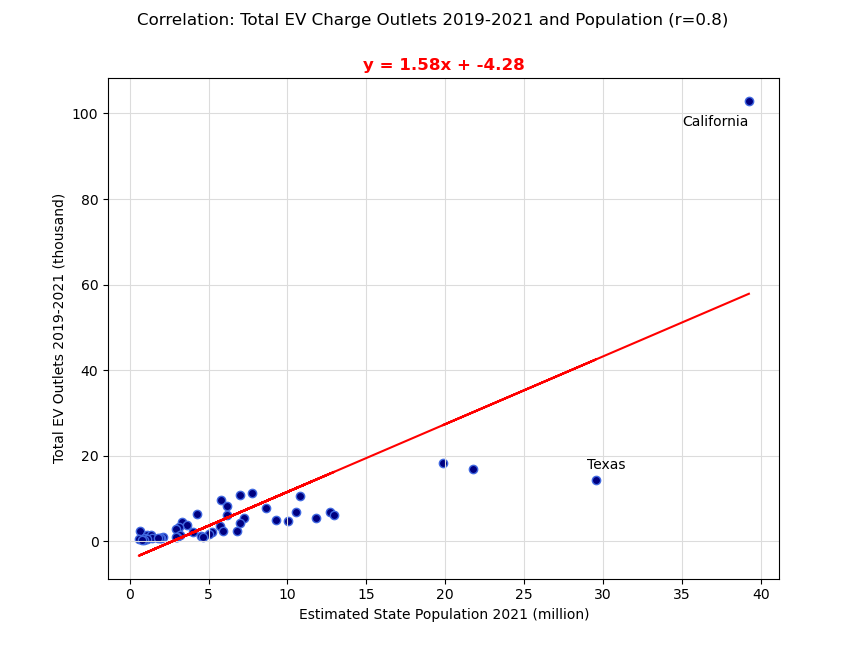 Correlation: Total EV Charge Outlets 2019-2021 and Population (r=0.8)
y = 1.58x + -4.28
Total EV Outlets 2019-2021 (thousand)
100
80
60
40
20
0
California
Texas
0 5 10 15 20 25 30 35 40
Estimated State Population 2021 (million)